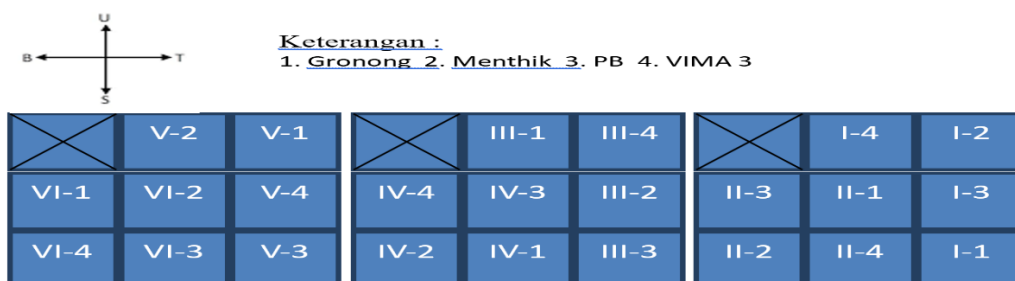 U
B T
S
Keterangan :
1. Gronong 2. Menthik 3. PB 4. VIMA 3
V-2 V-1 III-1 III-4 I-4 I-2
VI-1 VI-2 V-4 IV-4 IV-3 III-2 II-3 II-1 I-3
VI-4 VI-3 V-3 IV-2 IV-1 III-3 II-2 II-4 I-1